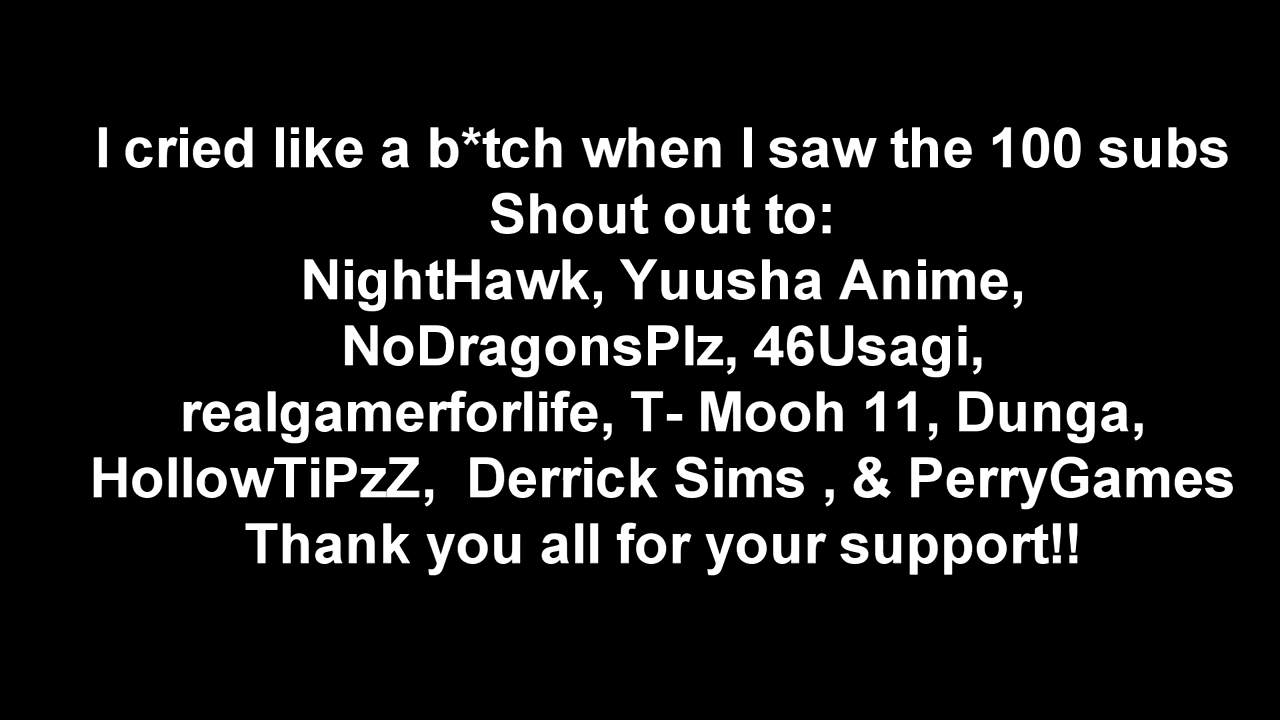 I cried like a b*tch when I saw the 100 subs
Shout out to:
NightHawk, Yuusha Anime,
NoDragonsPlz, 46Usagi,
realgamerforlife, T- Mooh 11, Dunga,
HollowTiPzZ,  Derrick Sims , & PerryGames
Thank you all for your support!!